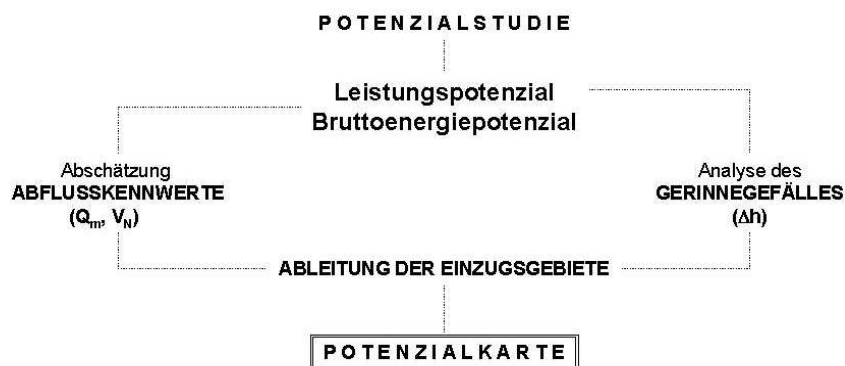 POTENZIALSTUDIE
Leistungspotenzial
Bruttoenergiepotenzial
Abschätzung
ABFLUSSKENNWERTE
(Qm, VN)
Analyse des
GERINNEGEFÄLLES
(Δh)
ABLEITUNG DER EINZUGSGEBIETE
POTENZIALKARTE